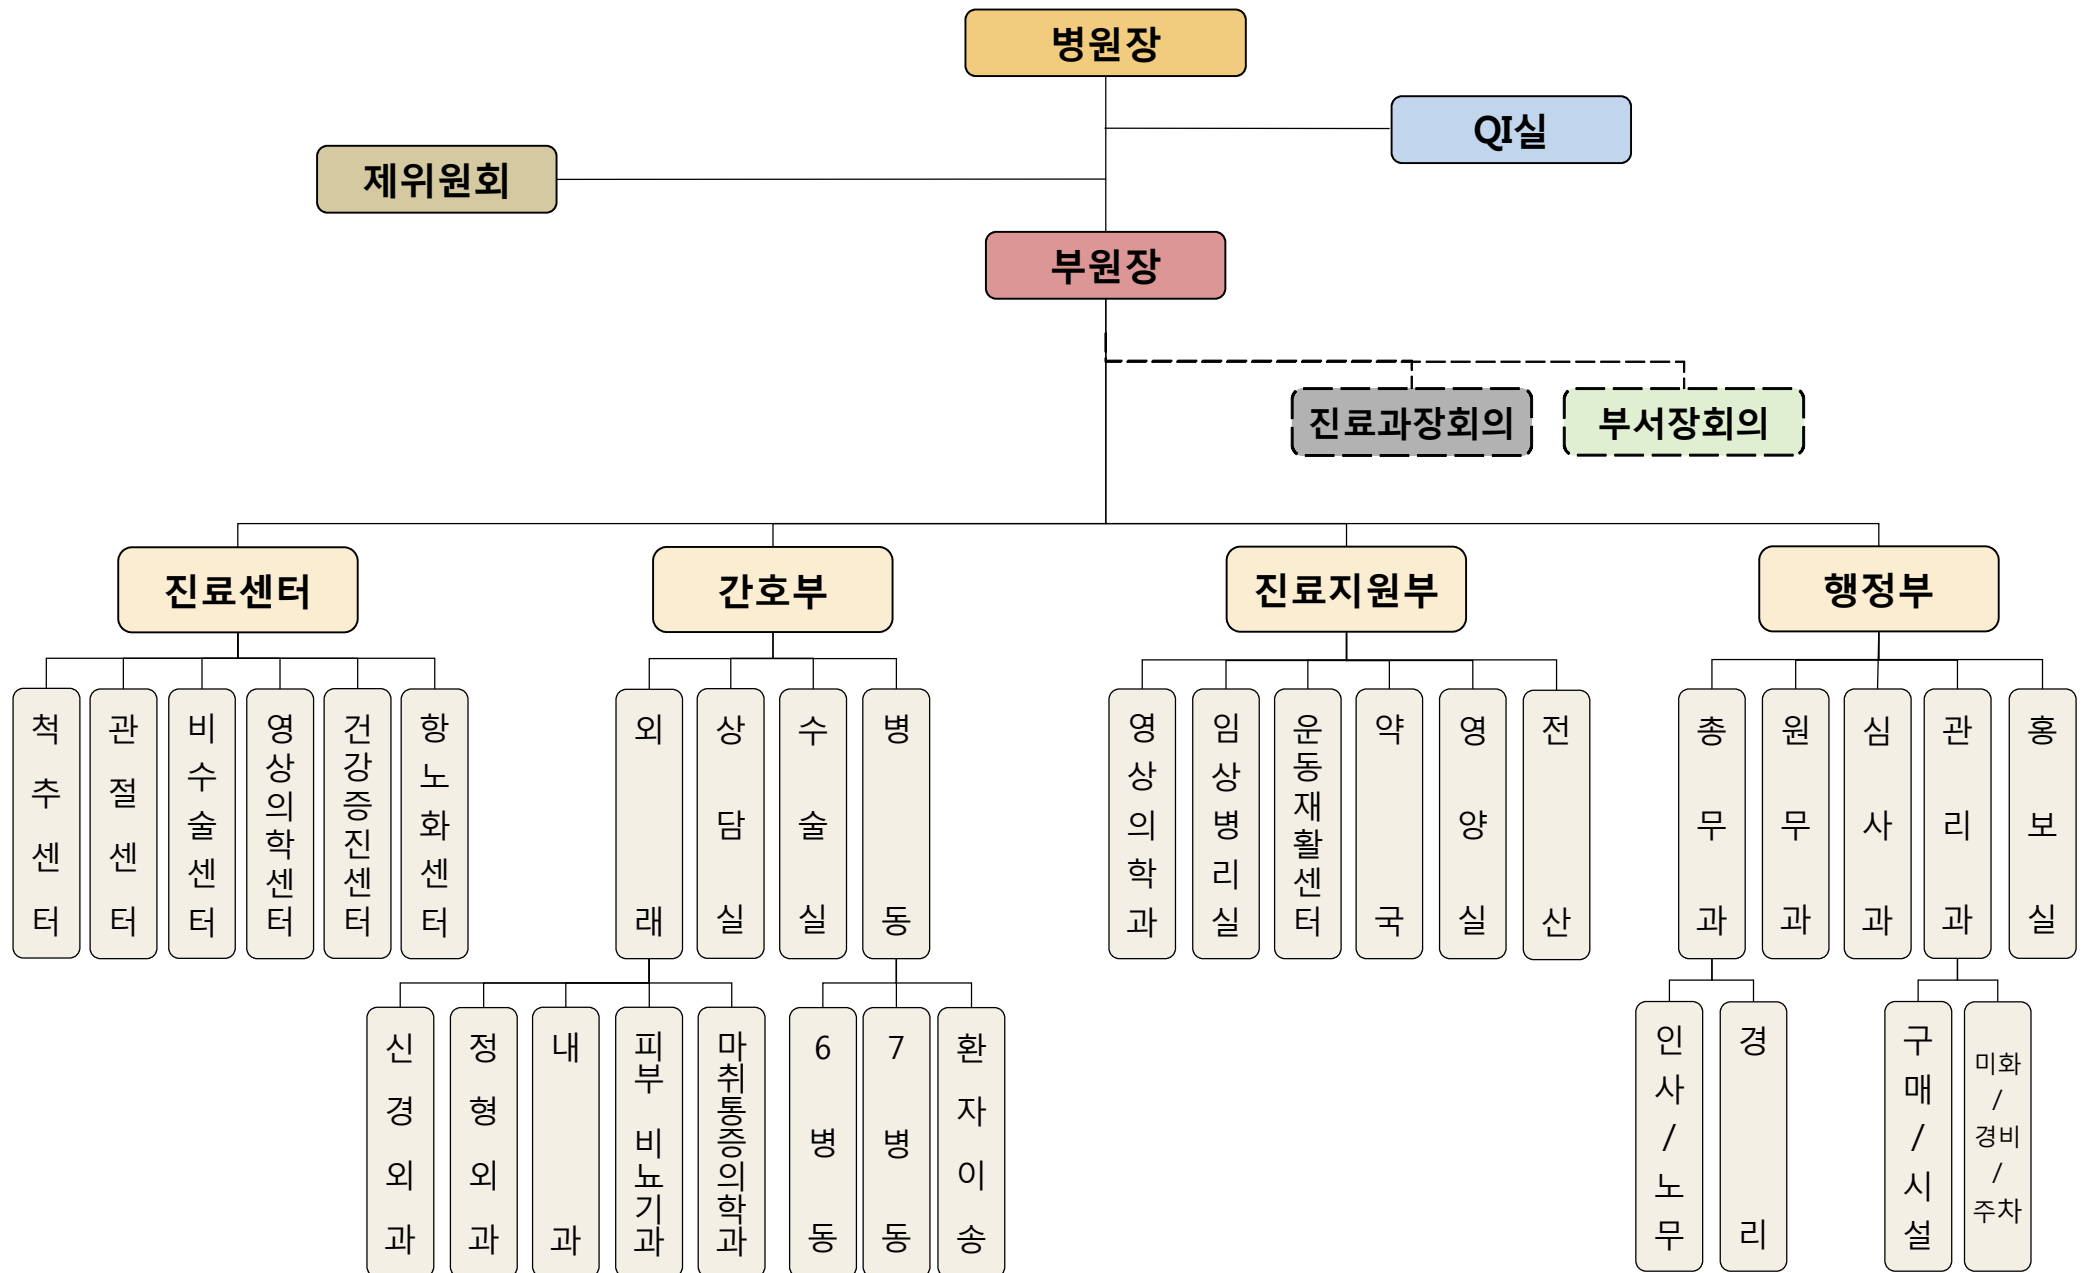 병원장
QI실
제위원회
부원장
진료과장회의
부서장회의
진료센터
간호부
진료지원부
행정부
척추센터
관절센터
비수술센터
영상의학센터
건강증진센터
항노화센터
외래
상담실
수술실
병동
영상의학과
임상병리실
운동재활센터
약국
영양실
전산
총무과
원무과
심사과
관리과
홍보실
신경외과
정형외과
내과
피부 비뇨기과
마취통증의학과
6병동
7병동
환자이송
인사/노무
경리
구매/시설
미화
/
경비
/
주차